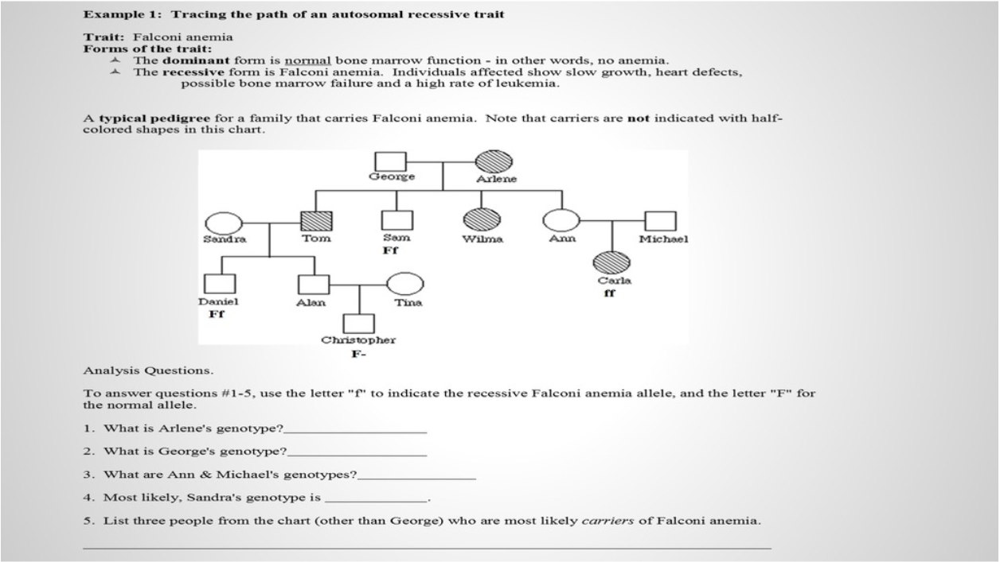 Example 1: Tracing the path of an autosomal recessive trait
Trait: Falconi anemia
Forms of the trait:
The dominant form is normal bone marrow function - in other words, no anemia.
The recessive form is Falconi anemia. Individuals affected show slow growth, heart defects,
possible bone marrow failure and a high rate of leukemia.
A typical pedigree for a family that carries Falconi anemia. Note that carriers are not indicated with half-
colored shapes in this chart.
George Arlene
Sandra Tom Sam Wilma Ann Michael
Ff
Carla
ff
Daniel Alan Tina
Ff
Christopher
F-
Analysis Questions.
To answer questions #1-5, use the letter "f" to indicate the recessive Falconi anemia allele, and the letter "F" for
the normal allele.
1. What is Arlene's genotype?____________________
2. What is George's genotype?____________________
3. What are Ann & Michael's genotypes?_________________
4. Most likely, Sandra's genotype is ______________.
5. List three people from the chart (other than George) who are most likely carriers of Falconi anemia.